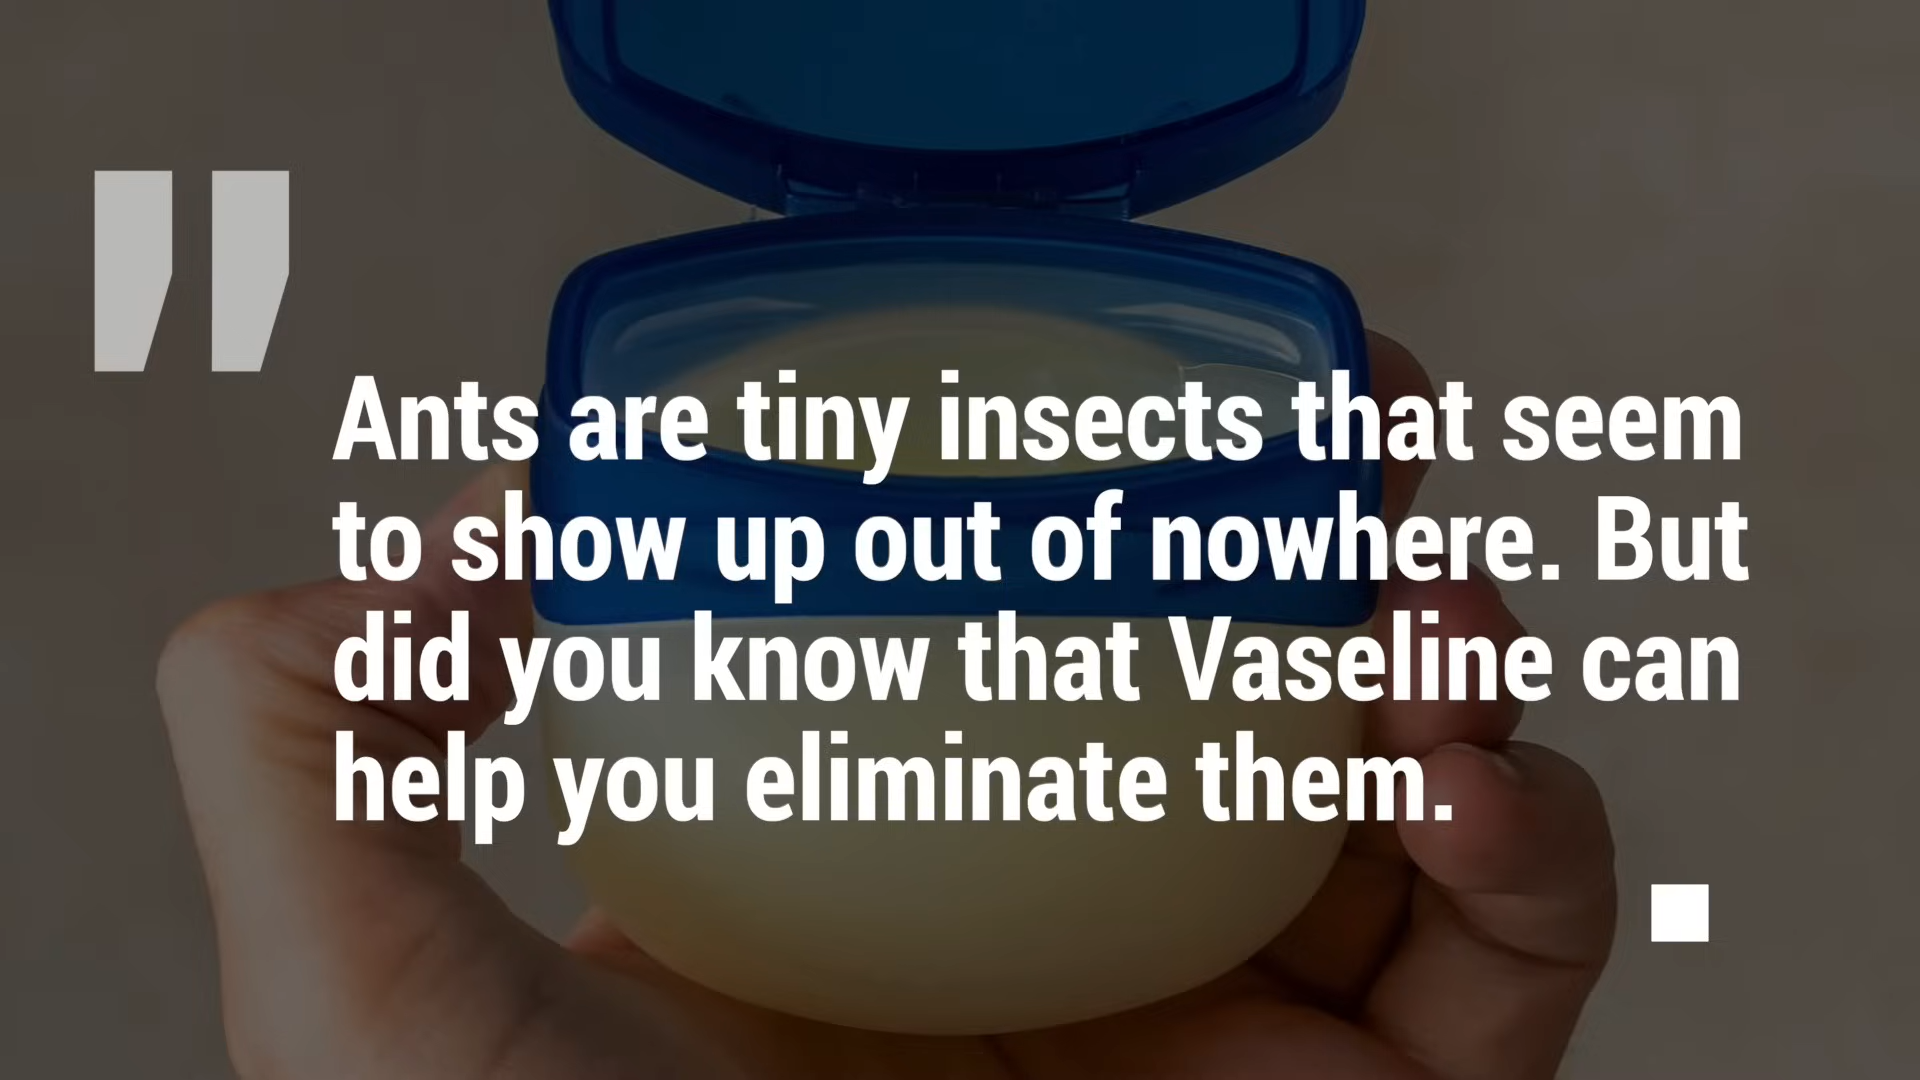 "
Ants are tiny insects that seem
to show up out of nowhere. But
did you know that Vaseline can
help you eliminate them.